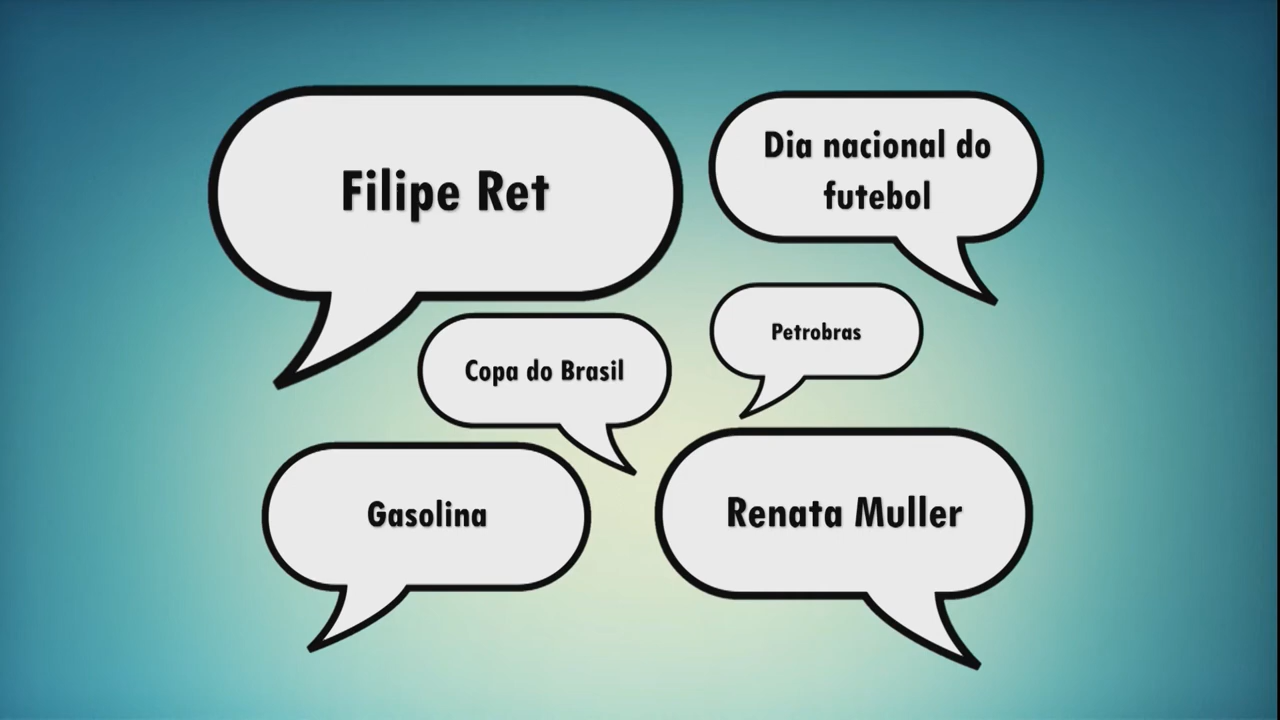 Filipe Ret
Dia nacional do
futebol
Petrobras
Copa do Brasil
Gasolina
Renata Muller